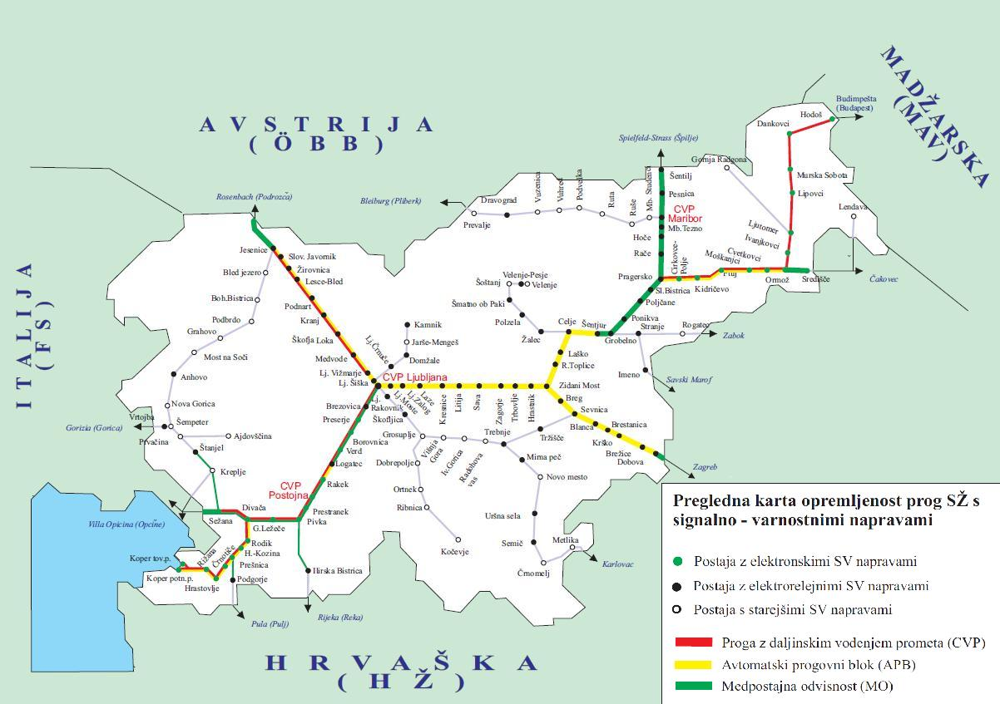 AVSTRIJA
(ÖBB)
MADŽARSKA
(MAV)
ITALIJA
(FS)
HRVAŠKA
(HŽ)
Budimpešta
(Budapest)
Hodoš
Dankovci
Murska Sobota
Lipovci
Lendava
Ljutomer
Ivanjkovci
Cvetkovci
Moškanjci
Ptuj
Ormož
Središče
Čakovec
Gornja Radgona
Spielfeld-Strass (Špilje)
Šentilj
Pesnica
CVP
Maribor
Mb.Tezno
Hoče
Rače
Cirkovce-
Polje
Pragersko
Kidričevo
Sl.Bistrica
Poljčane
Ponikva
Stranje
Rogatec
Zabok
Grobelno
Imeno
Savski Marof
Mb. Studenci
Ruše
Ruta
Podvelka
Vuhred
Vuzenica
Dravograd
Prevalje
Bleiburg (Pliberk)
Velenje-Pesje
Velenje
Šoštanj
Šmatno ob Paki
Polzela
Žalec
Celje
Šentjur
Laško
R.Toplice
Zidani Most
Breg
Sevnica
Blanca
Brestanica
Krško
Brežice
Dobova
Zagreb
Rosenbach (Podrozča)
Jesenice
Slov. Javornik
Žirovnica
Lesce-Bled
Bled jezero
Boh.Bistrica
Podbrdo
Grahovo
Most na Soči
Anhovo
Nova Gorica
Šempeter
Vrtojba
Gorizia (Gorica)
Prvačina
Ajdovščina
Štanjel
Kreplje
Podnart
Kranj
Škofja Loka
Medvode
Lj. Vižmarje
Lj. Šiška
Lj.Črnuče
Kamnik
Jarše-Mengeš
Domžale
CVP Ljubljana
Lj.
Rakovnik
Škofljica
Lj-Moste
Lj-Zalog
Laze
Kresnice
Litija
Sava
Zagorje
Trbovlje
Hrastnik
Brezovica
Preserje
Borovnica
Verd
Logatec
Rakek
CVP
Postojna
Prestranek
Pivka
Grosuplje
Višnja
Gora
Iv.Gorica
Radohova
vas
Trebnje
Tržišče
Mirna peč
Novo mesto
Uršna sela
Semič
Metlika
Črnomelj
Karlovac
Dobrepolje
Ortnek
Ribnica
Kočevje
Villa Opicina (Opcine)
Sežana
Divača
G.Ležeče
Rodik
H.-Kozina
Prešnica
Podgorje
Črnotiče
Rižana
Hrastovlje
Koper tov.p.
Koper potn.p.
Ilirska Bistrica
Pula (Pulj)
Rijeka (Reka)
Pregledna karta opremljenost prog SŽ s
signalno - varnostnimi napravami
Postaja z elektronskimi SV napravami
Postaja z elektrorelejnimi SV napravami
Postaja s starejšimi SV napravami
Proga z daljinskim vodenjem prometa (CVP)
Avtomatski progovni blok (APB)
Medpostajna odvisnost (MO)